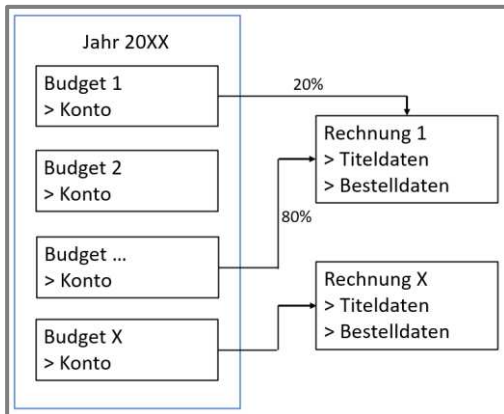 Jahr 20XX
Budget 1
> Konto
Budget 2
> Konto
Budget ...
> Konto
Budget X
> Konto
20%
80%
Rechnung 1
> Titeldaten
> Bestelldaten
Rechnung X
> Titeldaten
> Bestelldaten